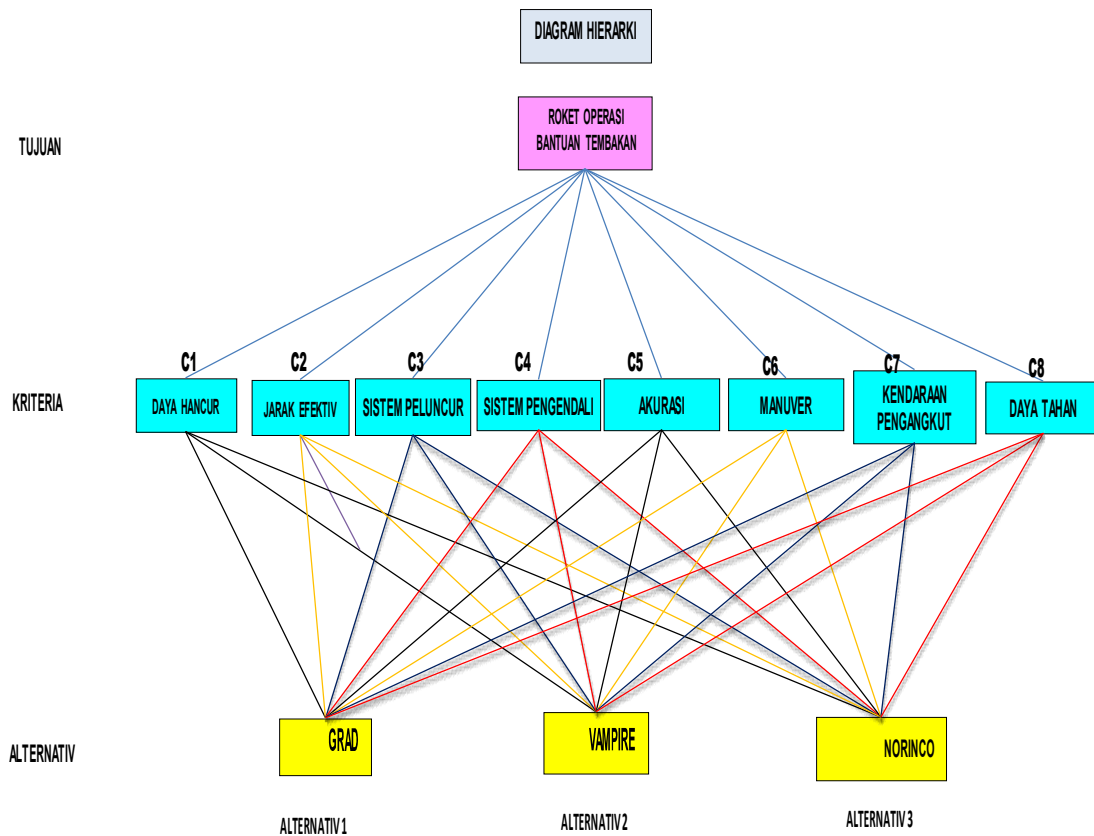 DIAGRAM HIERARKI
TUJUAN
ROKET OPERASI
BANTUAN TEMBAKAN
C1
C2
C3
C4
C5
C6
C7
C8
KRITERIA
DAYA HANCUR
JARAK EFEKTIV
SISTEM PELUNCUR
SISTEM PENGENDALI
AKURASI
MANUVER
KENDARAAN
PENGANGKUT
DAYA TAHAN
ALTERNATIV
GRAD
VAMPIRE
NORINCO
ALTERNATIV 1
ALTERNATIV 2
ALTERNATIV 3